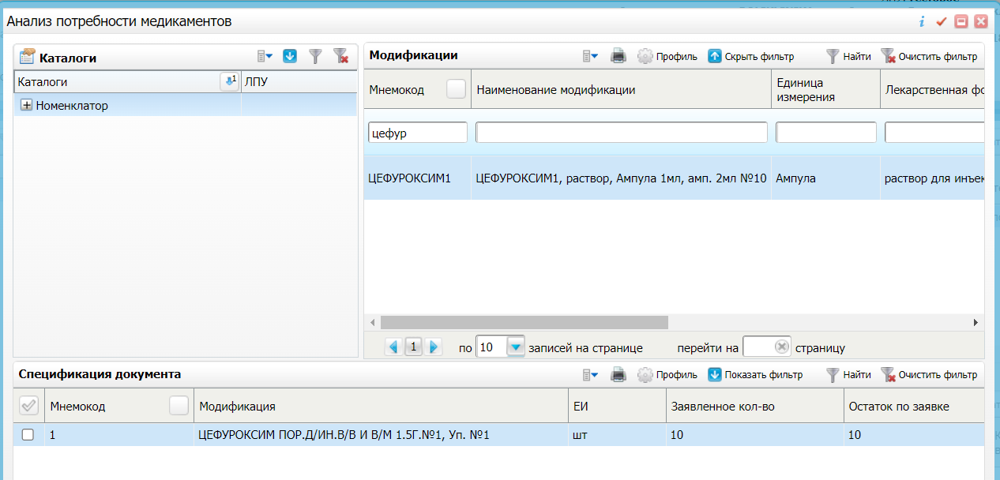 Анализ потребности медикаментов
Каталоги
Каталоги 1 ЛПУ
Номенклатор
Модификации Профиль Скрыть фильтр Найти Очистить фильтр
Мнемокод Наименование модификации Единица измерения Лекарственная фо
цефур
ЦЕФУРОКСИМ1 ЦЕФУРОКСИМ1, раствор, Ампула 1мл, амп. 2мл №10 Ампула раствор для инъек
1 по 10 записей на странице перейти на страницу
Спецификация документа Профиль Показать фильтр Найти Очистить фильтр
Мнемокод Модификация ЕИ Заявленное кол-во Остаток по заявке
1 ЦЕФУРОКСИМ ПОР.Д/ИН.В/В И В/М 1.5Г.№1, Уп. №1 шт 10 10